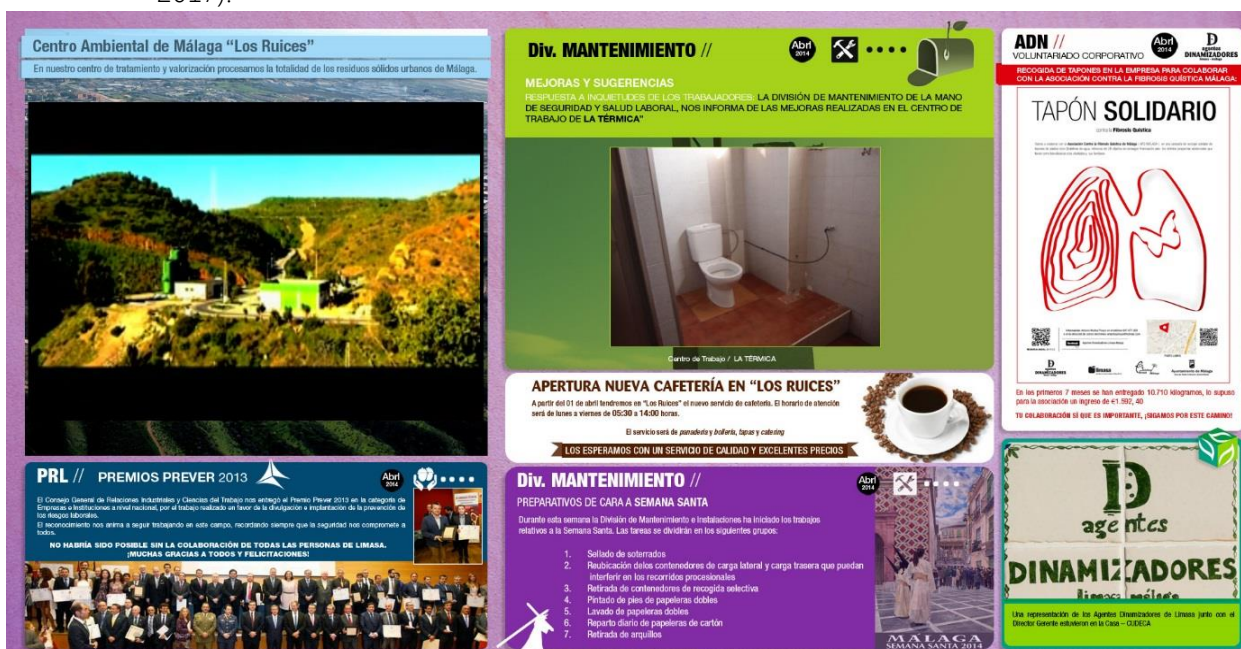 2017).
Centro Ambiental de Málaga “Los Ruices”
En nuestro centro de tratamiento y valorización procesamos la totalidad de los residuos sólidos urbanos de Málaga.
PRL // PREMIOS PREVER 2013
Abril
2014
El Consejo General de Relaciones Industriales y Ciencias del Trabajo nos entregó el Premio Prever 2013 en la categoría de
Empresas e Instituciones a nivel nacional, por el trabajo realizado en favor de la divulgación e implantación de la prevención de
los riesgos laborales.
El reconocimiento nos anima a seguir trabajando en este campo, recordando siempre que la seguridad nos compromete a
todos.
NO HABRÍA SIDO POSIBLE SIN LA COLABORACIÓN DE TODAS LAS PERSONAS DE LIMASA.
¡MUCHAS GRACIAS A TODOS Y FELICITACIONES!
Div. MANTENIMIENTO //
Abril
2014
MEJORAS Y SUGERENCIAS
RESPUESTA A INQUIETUDES DE LOS TRABAJADORES: LA DIVISIÓN DE MANTENIMIENTO DE LA MANO
DE SEGURIDAD Y SALUD LABORAL, NOS INFORMA DE LAS MEJORAS REALIZADAS EN EL CENTRO DE
TRABAJO DE LA TÉRMICA"
Centro de Trabajo / LA TÉRMICA
APERTURA NUEVA CAFETERÍA EN “LOS RUICES”
A partir del 01 de abril tendremos en “Los Ruices” el nuevo servicio de cafetería. El horario de atención
será de lunes a viernes de 05:30 a 14:00 horas.
El servicio será de panadería y bollería, tapas y catering
LOS ESPERAMOS CON UN SERVICIO DE CALIDAD Y EXCELENTES PRECIOS
Div. MANTENIMIENTO //
Abril
2014
PREPARATIVOS DE CARA A SEMANA SANTA
Durante esta semana la División de Mantenimiento e Instalaciones ha iniciado los trabajos
relativos a la Semana Santa. Las tareas se dividirán en los siguientes grupos:
1. Sellado de soterrados
2. Reubicación delos contenedores de carga lateral y carga trasera que puedan
interferir en los recorridos procesionales
3. Retirada de contenedores de recogida selectiva
4. Pintado de pies de papeleras dobles
5. Lavado de papeleras dobles
6. Reparto diario de papeleras de cartón
7. Retirada de arquillos
MÁLAGA
SEMANA SANTA 2014
ADN //
VOLUNTARIADO CORPORATIVO
Abril
2014
agentes
DINAMIZADORES
RECOGIDA DE TAPONES EN LA EMPRESA PARA COLABORAR
CON LA ASOCIACIÓN CONTRA LA FIBROSIS QUÍSTICA MÁLAGA:
TAPÓN SOLIDARIO
contra la Fibrosis Quística
DINAMIZADORES
limasa
Ayuntamiento de Málaga
En los primeros 7 meses se han entregado 10.710 kilogramos, lo supuso
para la asociación un ingreso de €1.592, 40
TU COLABORACIÓN SÍ QUE ES IMPORTANTE, ¡SIGAMOS POR ESTE CAMINO!
D
agentes
DINAMIZADORES
limasa málaga
Una representación de los Agentes Dinamizadores de Limasa junto con el
Director Gerente estuvieron en la Casa – CUDECA